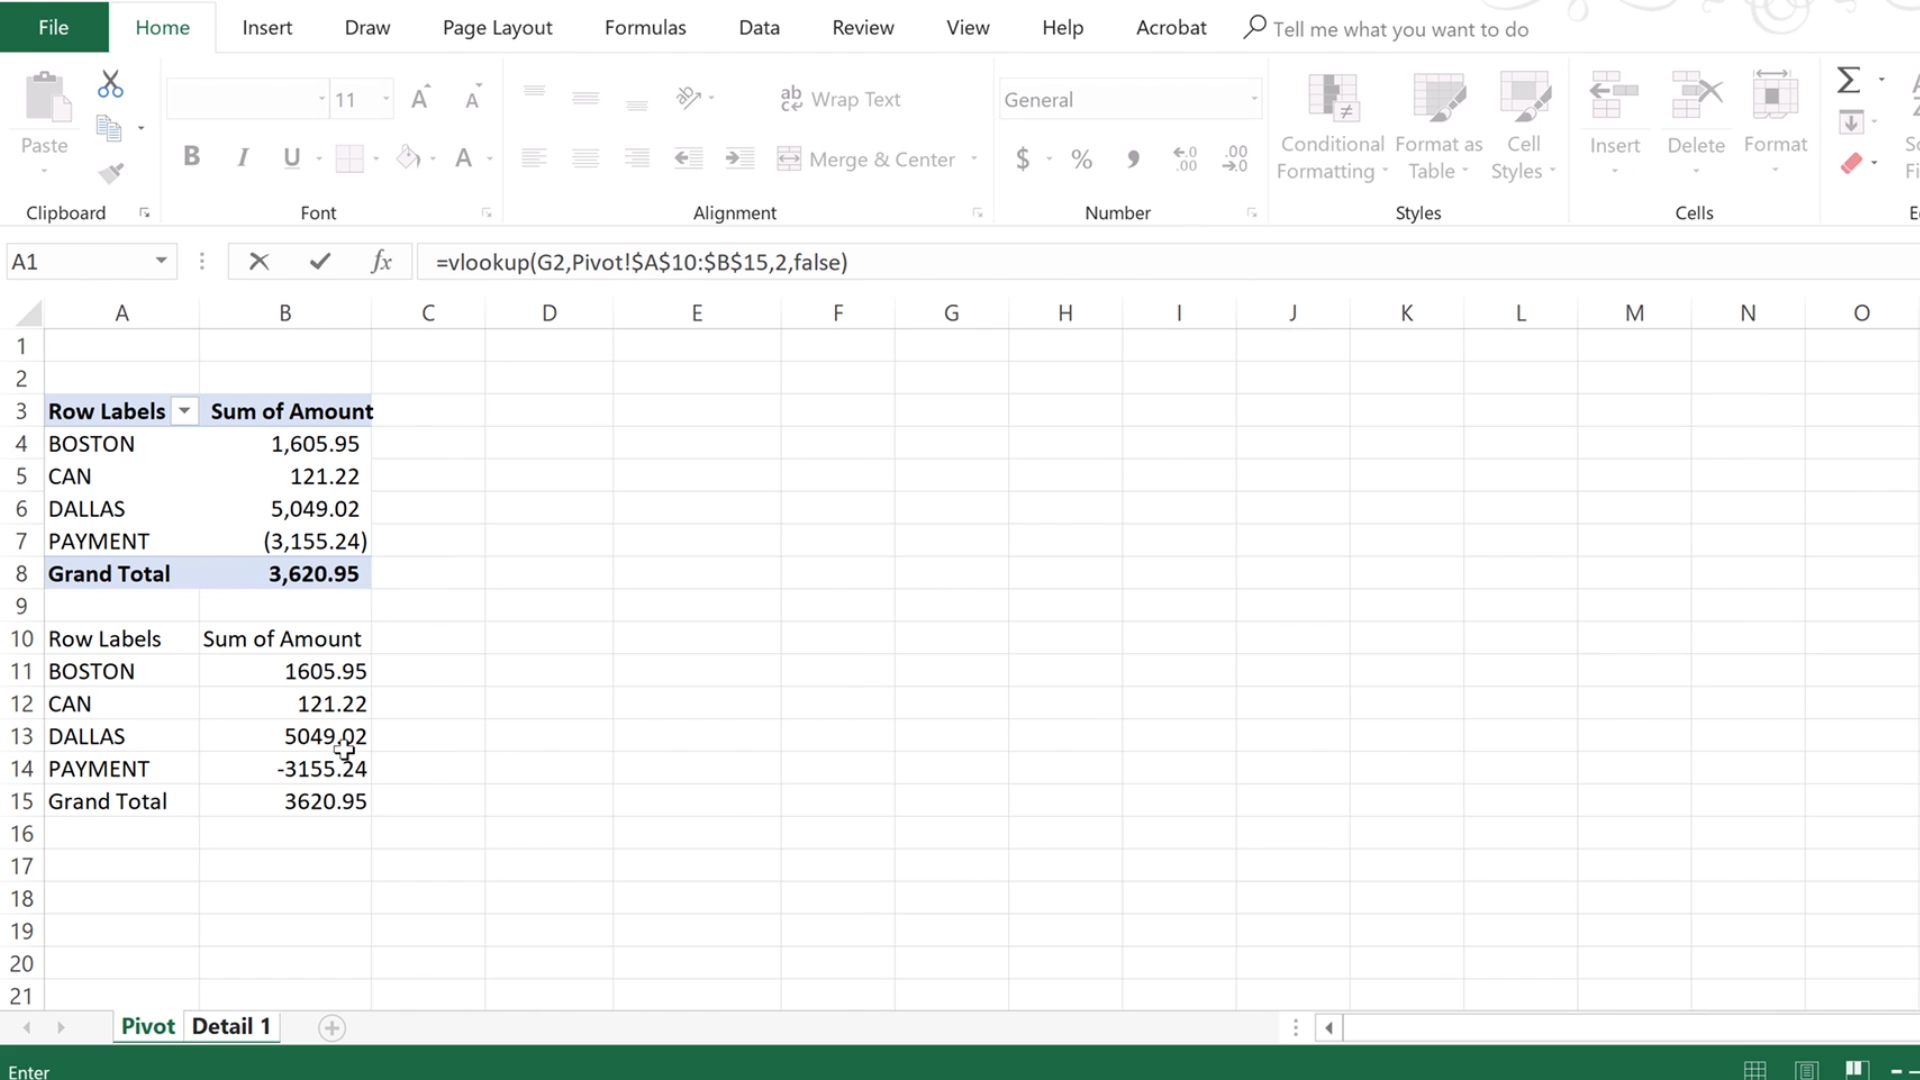 File Home Insert Draw Page Layout Formulas Data Review View Help Acrobat Tell me what you want to do
Paste
Clipboard
11
B I U A
Font
ab Wrap Text
Merge & Center
Alignment
General
$ % , .00 .00
Number
Conditional Formatting
Format as Table
Cell Styles
Styles
Insert Delete Format
Cells
A1 fx =vlookup(G2,Pivot!$A$10:$B$15,2,false)
A B C D E F G H I J K L M N O
1
2
3 Row Labels Sum of Amount
4 BOSTON 1,605.95
5 CAN 121.22
6 DALLAS 5,049.02
7 PAYMENT (3,155.24)
8 Grand Total 3,620.95
9
10 Row Labels Sum of Amount
11 BOSTON 1605.95
12 CAN 121.22
13 DALLAS 5049.02
14 PAYMENT -3155.24
15 Grand Total 3620.95
16
17
18
19
20
21
Pivot Detail 1
Enter